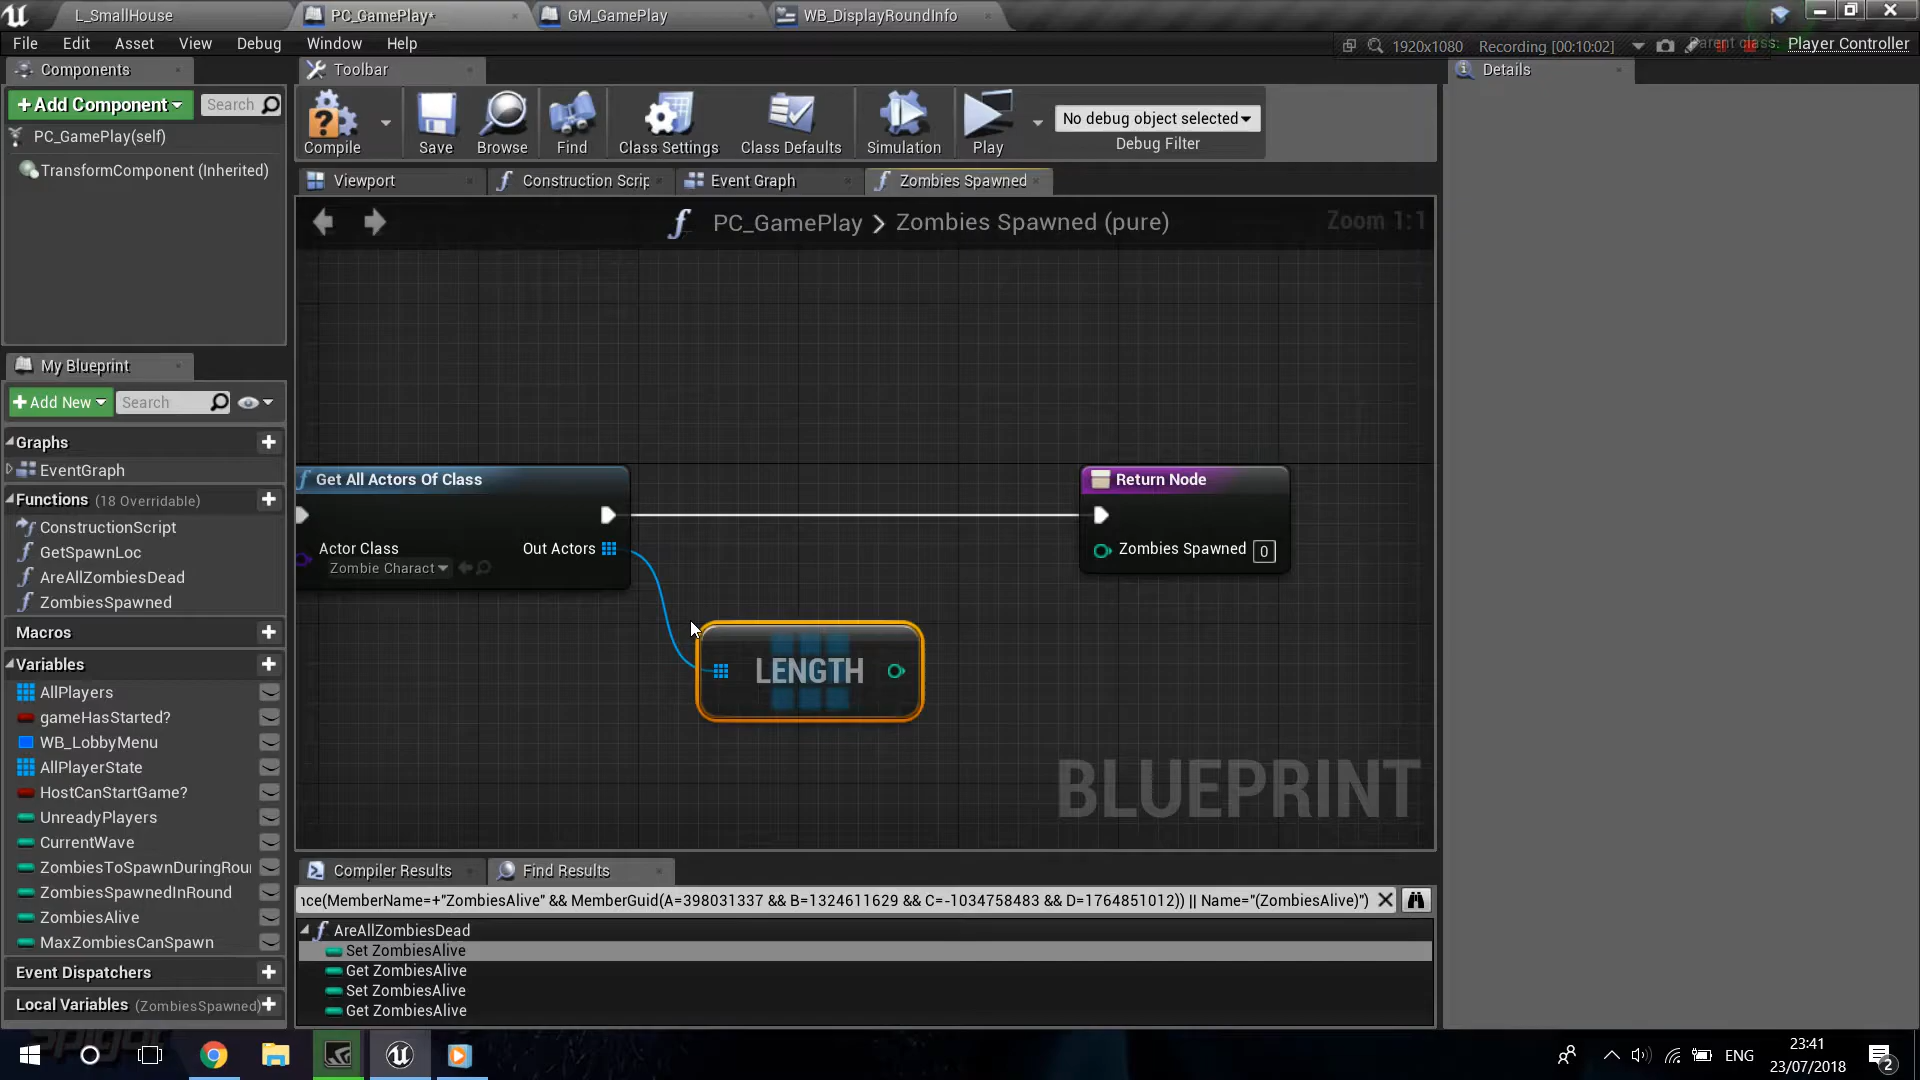 L_SmallHouse
PC_GamePlay*
GM_GamePlay
WB_DisplayRoundInfo
File Edit Asset View Debug Window Help
1920x1080 Recording [00:10:02]
Parent class: Player Controller
Components
Toolbar
Details
Add Component
Search
PC_GamePlay(self)
TransformComponent (Inherited)
Compile
Save
Browse
Find
Class Settings
Class Defaults
Simulation
Play
No debug object selected
Debug Filter
Viewport
Construction Scrip
Event Graph
Zombies Spawned
PC_GamePlay > Zombies Spawned (pure)
Zoom 1:1
My Blueprint
Add New
Search
Graphs
EventGraph
Functions (18 Overridable)
ConstructionScript
GetSpawnLoc
AreAllZombiesDead
ZombiesSpawned
Macros
Variables
AllPlayers
gameHasStarted?
WB_LobbyMenu
AllPlayerState
HostCanStartGame?
UnreadyPlayers
CurrentWave
ZombiesToSpawnDuringRou
ZombiesSpawnedInRound
ZombiesAlive
MaxZombiesCanSpawn
Event Dispatchers
Local Variables (ZombiesSpawned)
Get All Actors Of Class
Actor Class
Zombie Charact
Out Actors
LENGTH
Return Node
Zombies Spawned 0
BLUEPRINT
Compiler Results
Find Results
nce(MemberName=+"ZombiesAlive" && MemberGuid(A=398031337 && B=1324611629 && C=-1034758483 && D=1764851012)) || Name="(ZombiesAlive)")
AreAllZombiesDead
Set ZombiesAlive
Get ZombiesAlive
Set ZombiesAlive
Get ZombiesAlive
ENG
23:41
23/07/2018
2